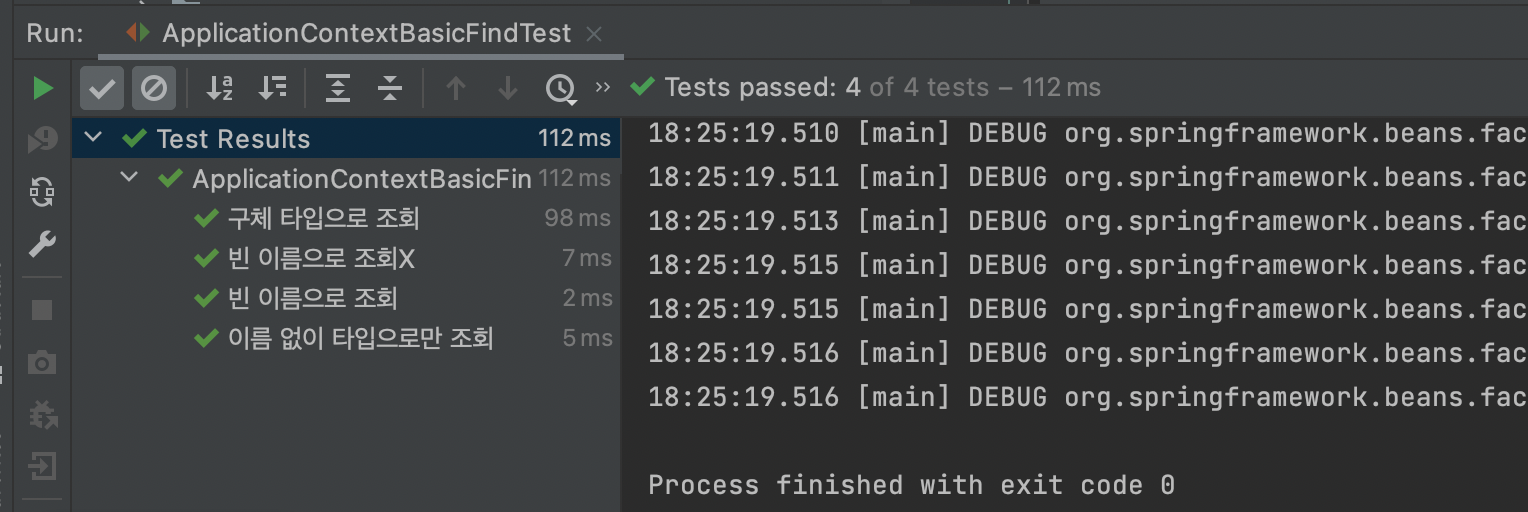 Run: ApplicationContextBasicFindTest
Tests passed: 4 of 4 tests – 112 ms
Test Results 112 ms
ApplicationContextBasicFin 112 ms
구체 타입으로 조회 98 ms
빈 이름으로 조회X 7 ms
빈 이름으로 조회 2 ms
이름 없이 타입으로만 조회 5 ms
18:25:19.510 [main] DEBUG org.springframework.beans.fac
18:25:19.511 [main] DEBUG org.springframework.beans.fac
18:25:19.513 [main] DEBUG org.springframework.beans.fac
18:25:19.515 [main] DEBUG org.springframework.beans.fac
18:25:19.515 [main] DEBUG org.springframework.beans.fac
18:25:19.516 [main] DEBUG org.springframework.beans.fac
18:25:19.516 [main] DEBUG org.springframework.beans.fac
Process finished with exit code 0